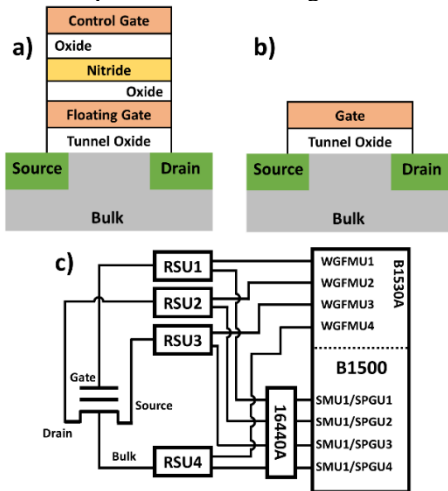 a)
Control Gate
Oxide
Nitride
Oxide
Floating Gate
Tunnel Oxide
Source
Drain
Bulk
b)
Gate
Tunnel Oxide
Source
Drain
Bulk
c)
RSU1
RSU2
RSU3
RSU4
Gate
Source
Drain
Bulk
16440A
WGFMU1
WGFMU2
WGFMU3
WGFMU4
B1530A
B1500
SMU1/SPGU1
SMU1/SPGU2
SMU1/SPGU3
SMU1/SPGU4